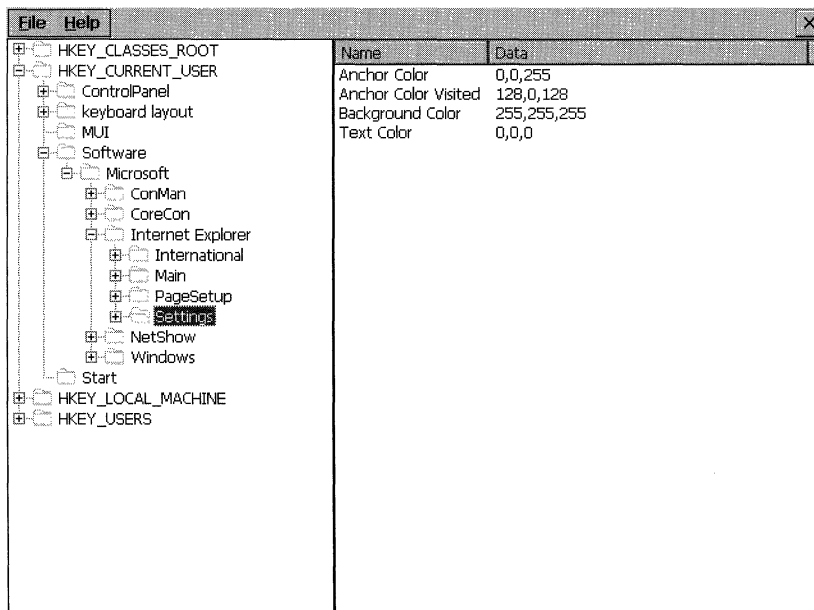 File Help
HKEY_CLASSES_ROOT
HKEY_CURRENT_USER
ControlPanel
keyboard layout
MUI
Software
Microsoft
ConMan
CoreCon
Internet Explorer
International
Main
PageSetup
Settings
NetShow
Windows
Start
HKEY_LOCAL_MACHINE
HKEY_USERS
Name Data
Anchor Color 0,0,255
Anchor Color Visited 128,0,128
Background Color 255,255,255
Text Color 0,0,0